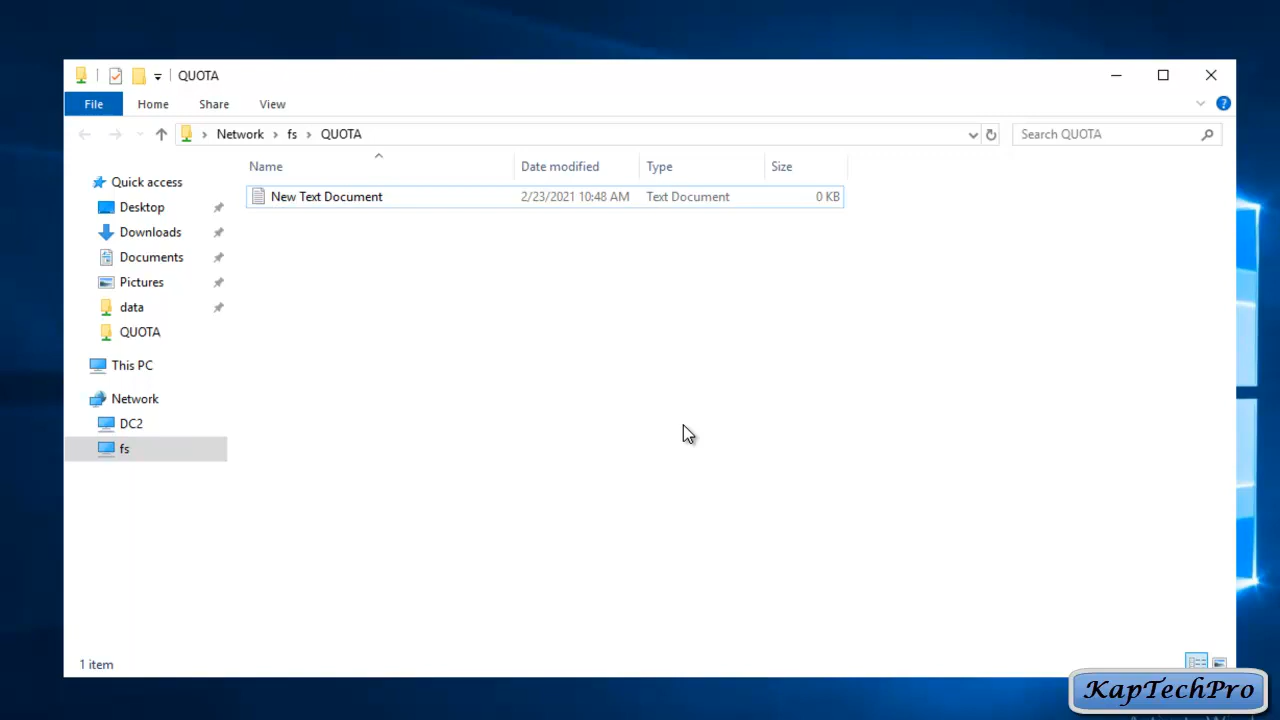 QUOTA
File Home Share View
Network fs QUOTA
Search QUOTA
Name Date modified Type Size
New Text Document 2/23/2021 10:48 AM Text Document 0 KB
Quick access
Desktop
Downloads
Documents
Pictures
data
QUOTA
This PC
Network
DC2
fs
1 item
KapTechPro